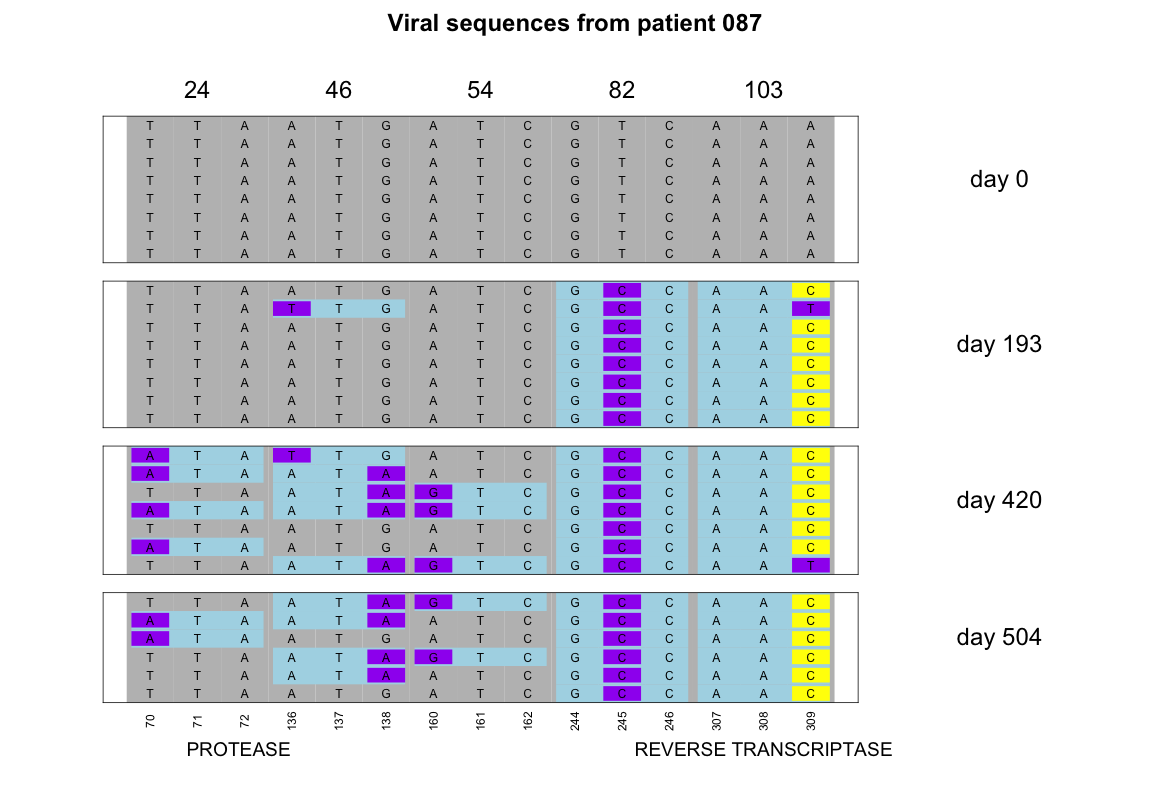 Viral sequences from patient 087
24 46 54 82 103
T T A A T G A T C G T C A A A
T T A A T G A T C G T C A A A
T T A A T G A T C G T C A A A
T T A A T G A T C G T C A A A
T T A A T G A T C G T C A A A
T T A A T G A T C G T C A A A
T T A A T G A T C G T C A A A
T T A A T G A T C G T C A A A
day 0
T T A A T G A T C G C C A A C
T T A T T G A T C G C C A A T
T T A A T G A T C G C C A A C
T T A A T G A T C G C C A A C
T T A A T G A T C G C C A A C
T T A A T G A T C G C C A A C
T T A A T G A T C G C C A A C
T T A A T G A T C G C C A A C
day 193
A T A T T G A T C G C C A A C
A T A A T A A T C G C C A A C
T T A A T A G T C G C C A A C
A T A A T A G T C G C C A A C
T T A A T G A T C G C C A A C
A T A A T G A T C G C C A A C
T T A A T A G T C G C C A A T
day 420
T T A A T A G T C G C C A A C
A T A A T A A T C G C C A A C
A T A A T G A T C G C C A A C
T T A A T A G T C G C C A A C
T T A A T A A T C G C C A A C
T T A A T G A T C G C C A A C
day 504
70 71 72 136 137 138 160 161 162 244 245 246 307 308 309
PROTEASE REVERSE TRANSCRIPTASE